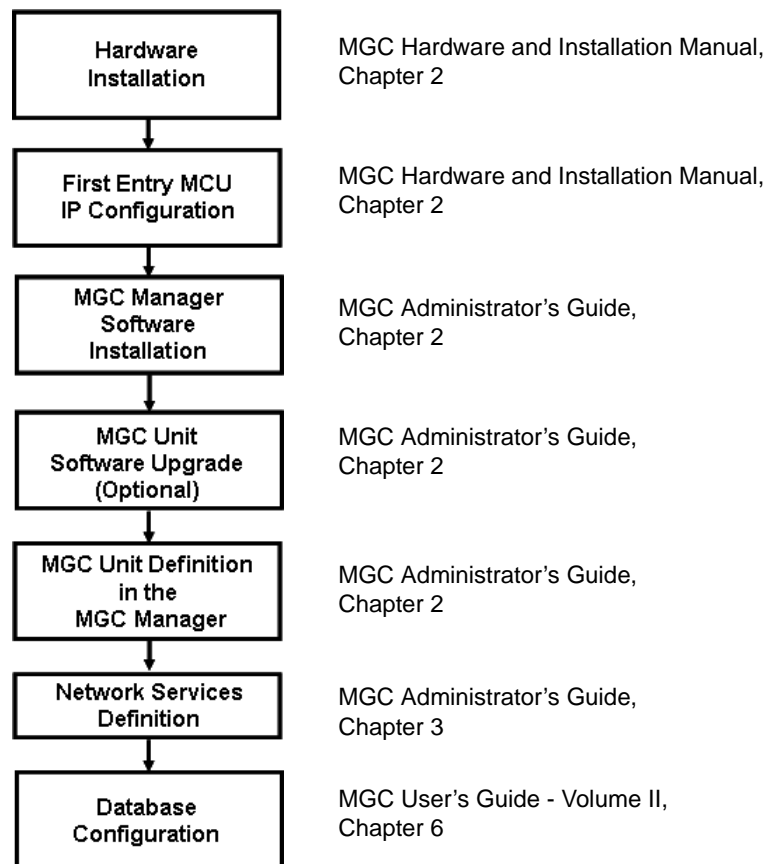 Hardware
Installation
MGC Hardware and Installation Manual,
Chapter 2
First Entry MCU
IP Configuration
MGC Hardware and Installation Manual,
Chapter 2
MGC Manager
Software
Installation
MGC Administrator’s Guide,
Chapter 2
MGC Unit
Software Upgrade
(Optional)
MGC Administrator’s Guide,
Chapter 2
MGC Unit Definition
in the
MGC Manager
MGC Administrator’s Guide,
Chapter 2
Network Services
Definition
MGC Administrator’s Guide,
Chapter 3
Database
Configuration
MGC User’s Guide - Volume II,
Chapter 6